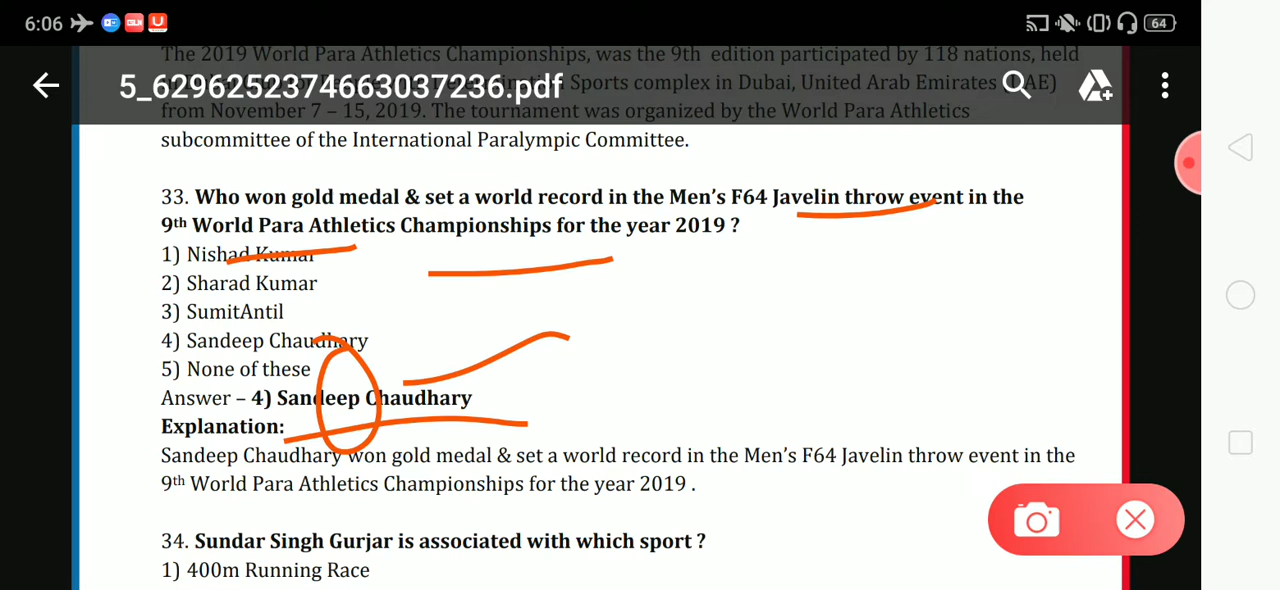 6:06
64
The 2019 World Para Athletics Championships, was the 9th edition participated by 118 nations, held
5_6296252374663037236.pdf
Sports complex in Dubai, United Arab Emirates (UAE)
from November 7 – 15, 2019. The tournament was organized by the World Para Athletics
subcommittee of the International Paralympic Committee.
33. Who won gold medal & set a world record in the Men's F64 Javelin throw event in the
9th World Para Athletics Championships for the year 2019 ?
1) Nishad Kumar
2) Sharad Kumar
3) SumitAntil
4) Sandeep Chaudhary
5) None of these
Answer – 4) Sandeep Chaudhary
Explanation:
Sandeep Chaudhary won gold medal & set a world record in the Men's F64 Javelin throw event in the
9th World Para Athletics Championships for the year 2019 .
34. Sundar Singh Gurjar is associated with which sport ?
1) 400m Running Race